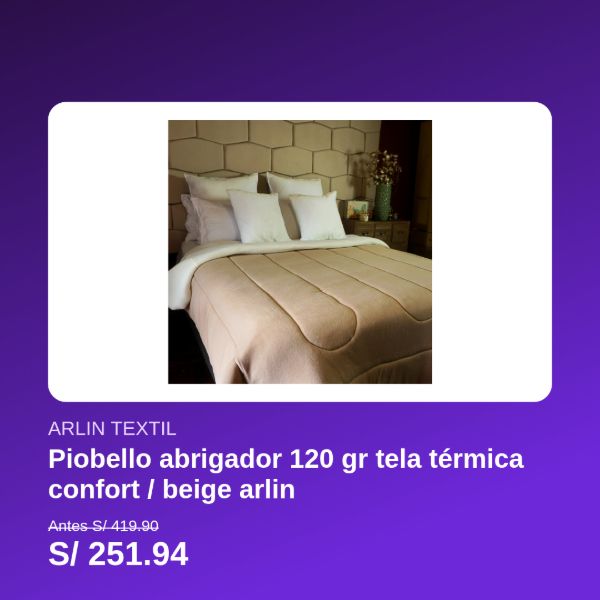 ARLIN TEXTIL
Piobello abrigador 120 gr tela térmica
confort / beige arlin
Antes S/ 419.90
S/ 251.94